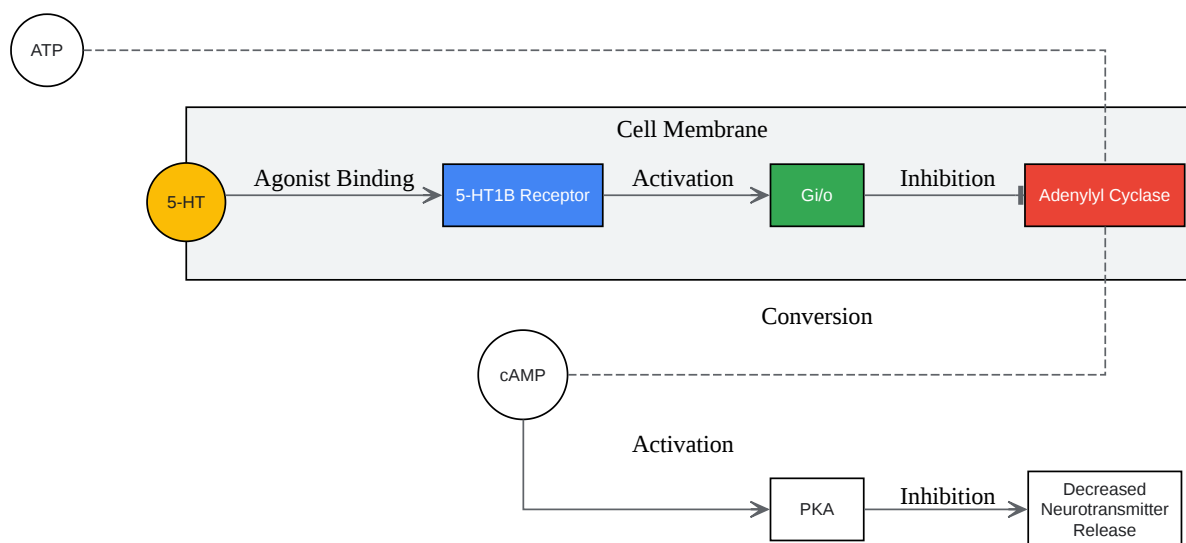 ATP
Cell Membrane
5-HT
Agonist Binding
5-HT1B Receptor
Activation
Gi/o
Inhibition
Adenylyl Cyclase
Conversion
cAMP
Activation
PKA
Inhibition
Decreased
Neurotransmitter
Release